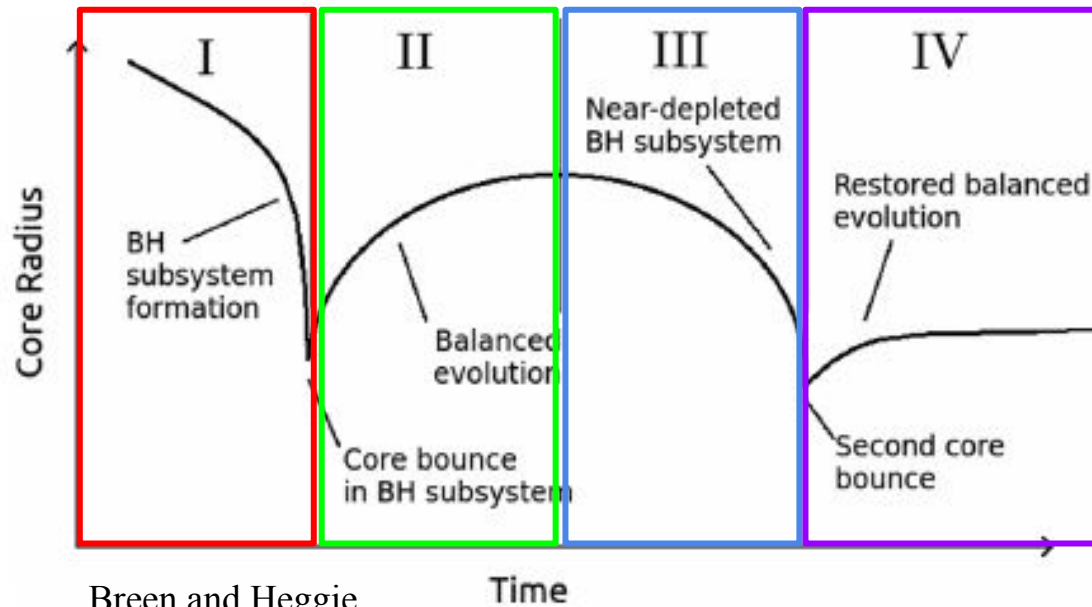 I
II
III
IV
Near-depleted
BH subsystem
Restored balanced
evolution
BH
subsystem
formation
Balanced
evolution
Core bounce
in BH subsystem
Second core
bounce
Core Radius
Time
Breen and Heggie